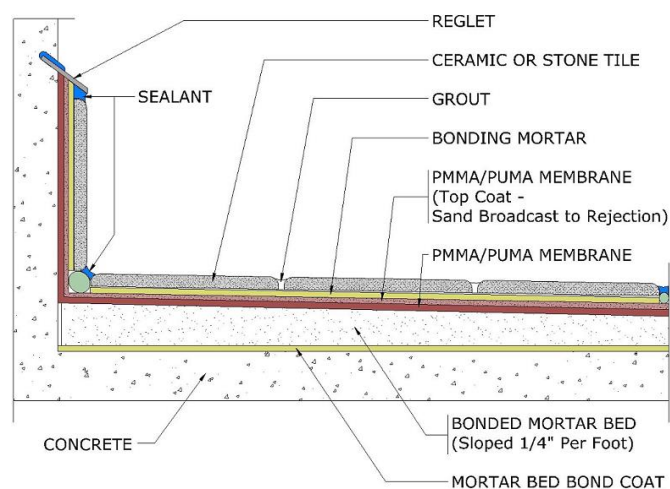 REGLET
CERAMIC OR STONE TILE
SEALANT
GROUT
BONDING MORTAR
PMMA/PUMA MEMBRANE
(Top Coat -
Sand Broadcast to Rejection)
PMMA/PUMA MEMBRANE
BONDED MORTAR BED
(Sloped 1/4" Per Foot)
CONCRETE
MORTAR BED BOND COAT